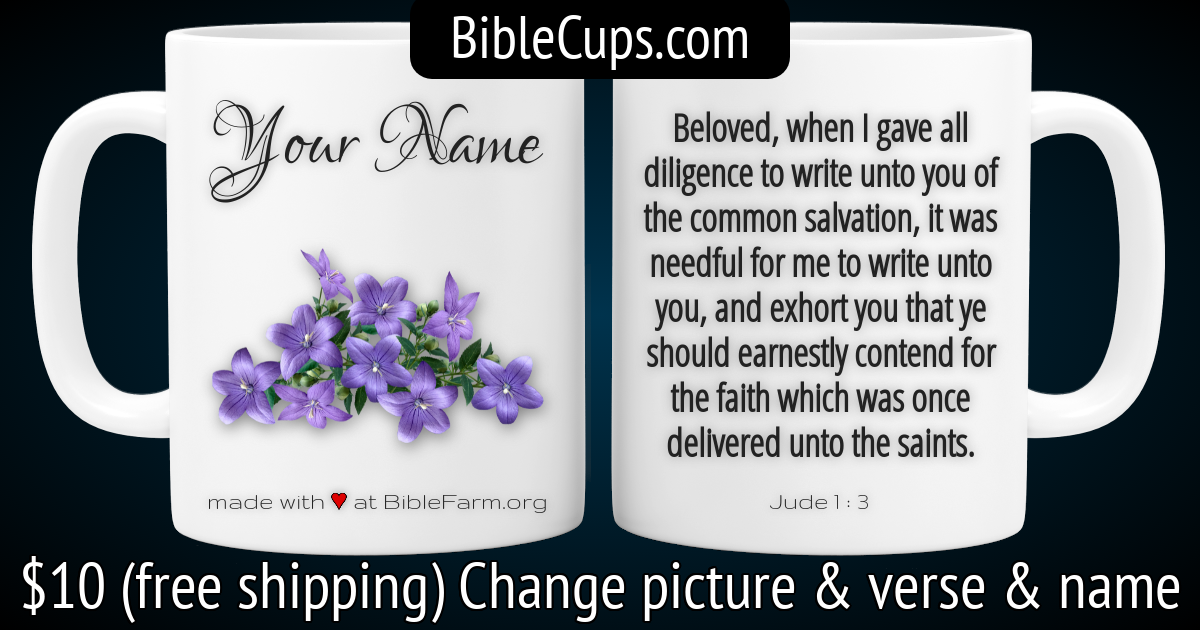 BibleCups.com
Your Name
made with ♥ at BibleFarm.org
Beloved, when I gave all
diligence to write unto you of
the common salvation, it was
needful for me to write unto
you, and exhort you that ye
should earnestly contend for
the faith which was once
delivered unto the saints.
Jude 1 : 3
$10 (free shipping) Change picture & verse & name